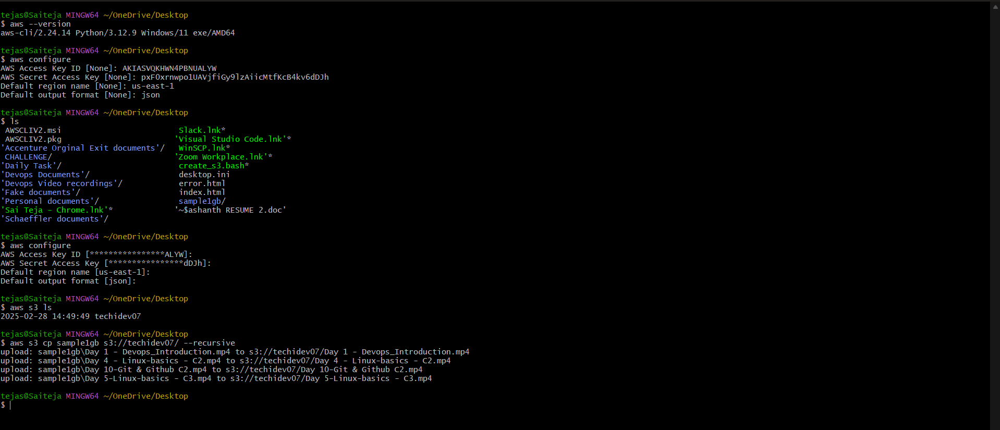 tejas@Saiteja MINGW64 ~/OneDrive/Desktop
$ aws --version
aws-cli/2.24.14 Python/3.12.9 Windows/11 exe/AMD64
tejas@Saiteja MINGW64 ~/OneDrive/Desktop
$ aws configure
AWS Access Key ID [None]: AKIASVQKHWN4PBNUALYW
AWS Secret Access Key [None]:
Default region name [None]: us-east-1
Default output format [None]: json
tejas@Saiteja MINGW64 ~/OneDrive/Desktop
$ ls
AWSCLIV2.msi Slack.lnk*
AWSCLIV2.pkg 'Visual Studio Code.lnk'*
'Accenture Orginal Exit documents'/ WinSCP.lnk*
CHALLENGE/ 'Zoom Workplace.lnk'*
'Daily Task'/ create_s3.bash*
'Devops Documents'/ desktop.ini
'Devops Video recordings'/ error.html
'Fake documents'/ index.html
'Personal documents'/ sample1gb/
'Sai Teja - Chrome.lnk'* '~$ashanth RESUME 2.doc'
'Schaeffler documents'/
tejas@Saiteja MINGW64 ~/OneDrive/Desktop
$ aws configure
AWS Access Key ID [****************ALYW]:
AWS Secret Access Key [****************dDJh]:
Default region name [us-east-1]:
Default output format [json]:
tejas@Saiteja MINGW64 ~/OneDrive/Desktop
$ aws s3 ls
2025-02-28 14:49:49 techidev07
tejas@Saiteja MINGW64 ~/OneDrive/Desktop
$ aws s3 cp sample1gb s3://techidev07/ --recursive
upload: sample1gb\Day 1 - Devops_Introduction.mp4 to s3://techidev07/Day 1 - Devops_Introduction.mp4
upload: sample1gb\Day 4 - Linux-basics - C2.mp4 to s3://techidev07/Day 4 - Linux-basics - C2.mp4
upload: sample1gb\Day 10-Git & Github C2.mp4 to s3://techidev07/Day 10-Git & Github C2.mp4
upload: sample1gb\Day 5-Linux-basics - C3.mp4 to s3://techidev07/Day 5-Linux-basics - C3.mp4
tejas@Saiteja MINGW64 ~/OneDrive/Desktop
$